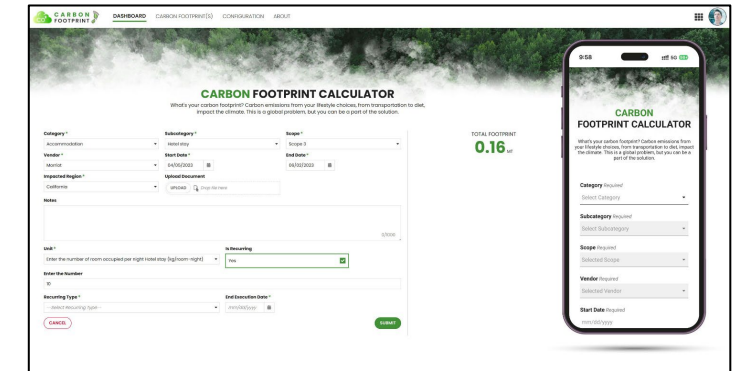 CARBON
FOOTPRINT
DASHBOARD CARBON FOOTPRINT(S) CONFIGURATION ABOUT
CARBON FOOTPRINT CALCULATOR
What's your carbon footprint? Carbon emissions from your lifestyle choices, from transportation to diet,
impact the climate. This is a global problem, but you can be a part of the solution.
Category * Subcategory * Scope *
Accommodation Hotel stay Scope 3
Vendor * Start Date * End Date *
Marriot 04/05/2023
Impacted Region * Upload Document
California UPLOAD Drop file here
Notes
0/1000
Unit * Is Recurring
Enter the number of room occupied per night Hotel stay (kg/room-night) Yes
Enter the Number
10
Recurring Type * End Execution Date *
- Select Recurring Type - mm/dd/yyyy
CANCEL SUBMIT
TOTAL FOOTPRINT
0.16 MT
9:58 5G
CARBON
FOOTPRINT CALCULATOR
What's your carbon footprint? Carbon emissions from
your lifestyle choices, from transportation to diet, impact
the climate. This is a global problem, but you can be a
part of the solution.
Category Required
Select Category
Subcategory Required
Select Subcategory
Scope Required
Selected Scope
Vendor Required
Selected Vendor
Start Date Required
mm/dd/yyyy